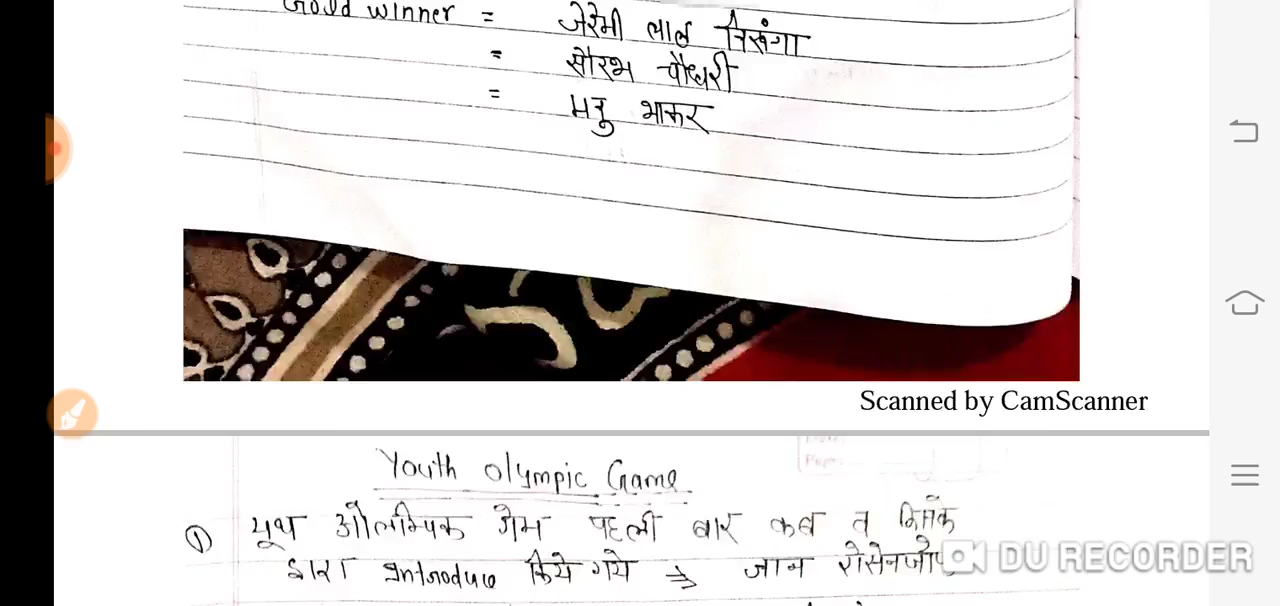 Gold winner = जेरेमी लाल निरुंगा
= सौरभ चौधरी
= मनु भाकर
Scanned by CamScanner
Youth Olympic Game
① यूथ ओलम्पिक गेम पहली बार कब व किसके
द्वारा Introduce किये गये ⇒ जान रोसेनजोप
DU RECORDER